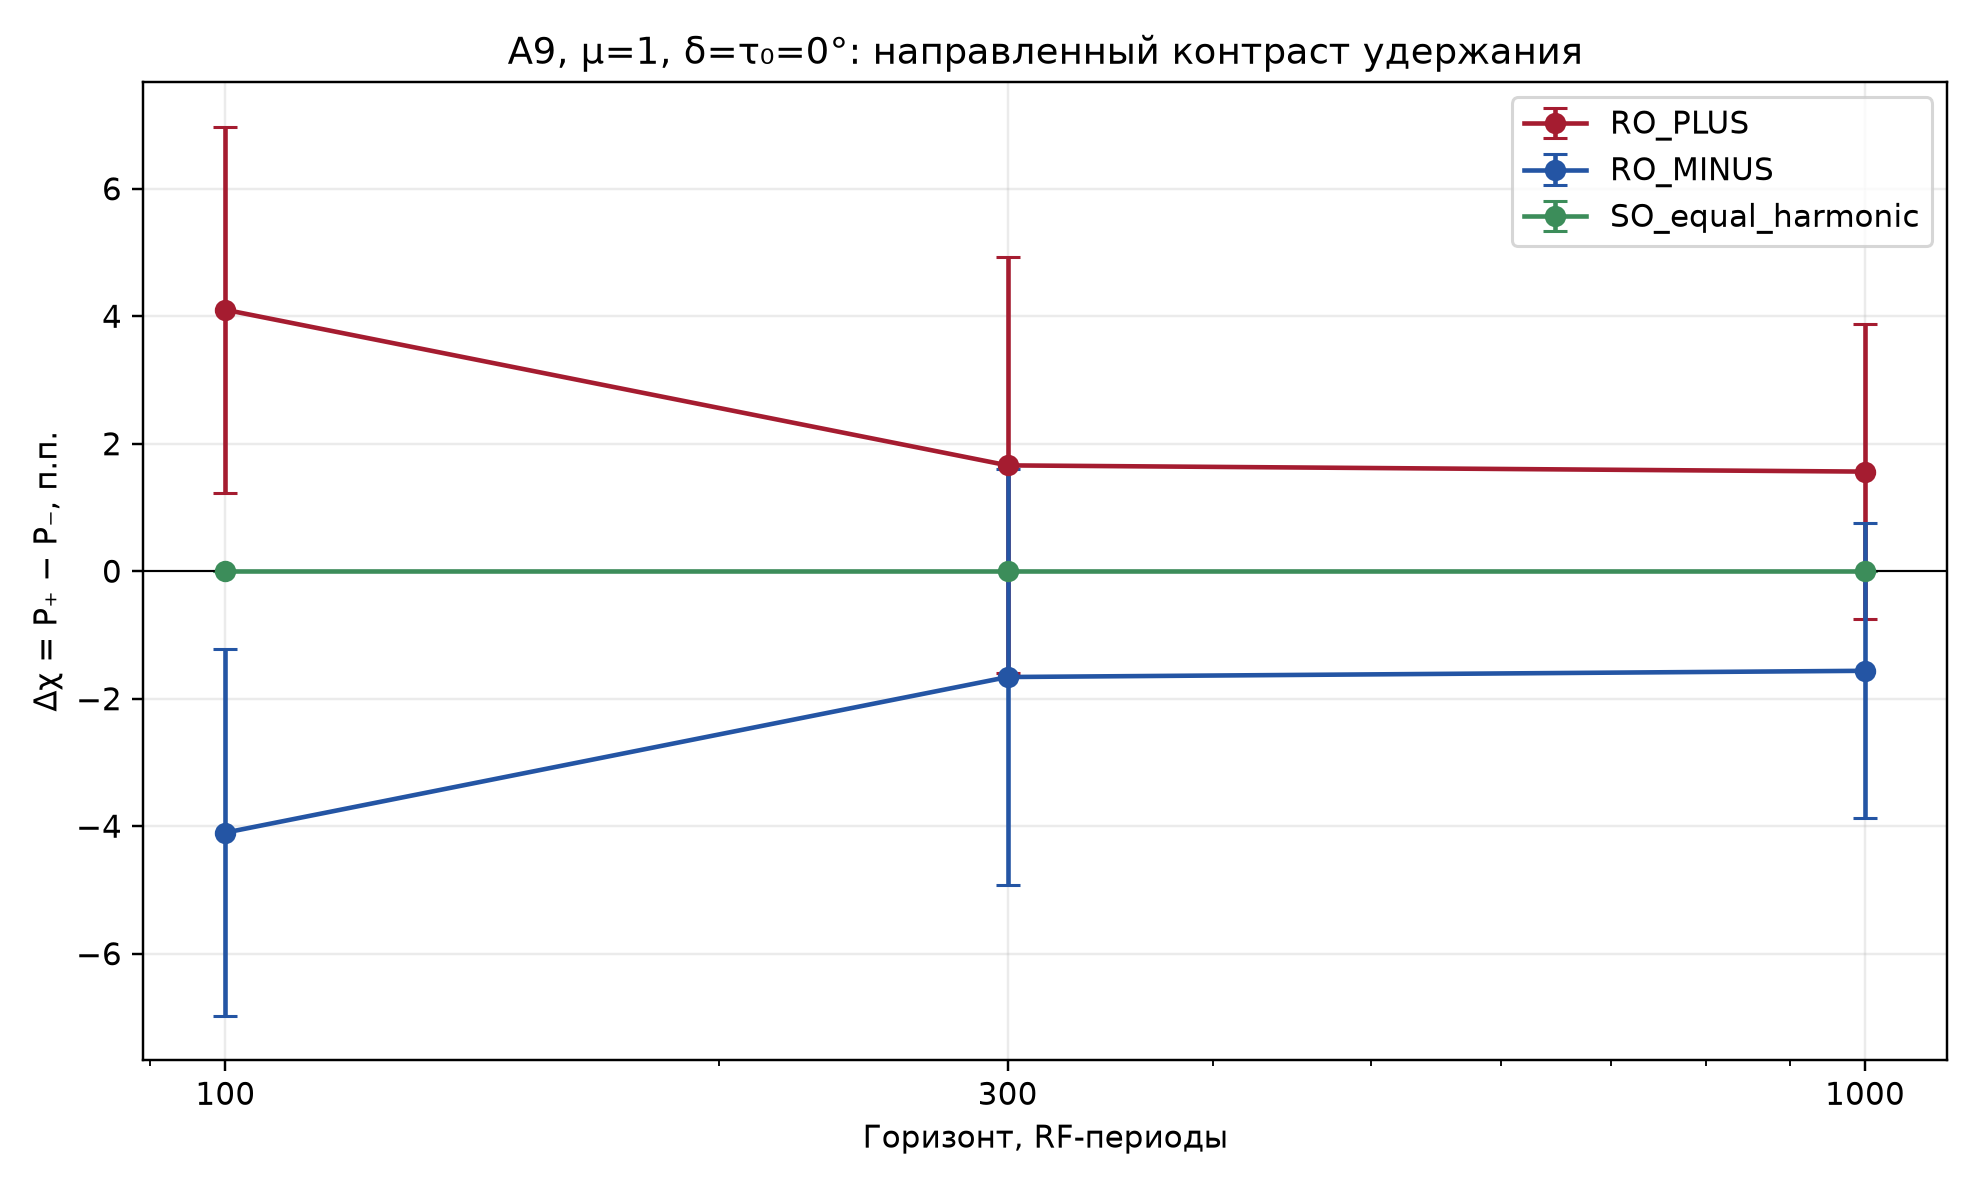 A9, μ=1, δ=τ₀=0°: направленный контраст удержания
RO_PLUS
RO_MINUS
SO_equal_harmonic
Δχ = P₊ − P₋, п.п.
6
4
2
0
−2
−4
−6
100
300
1000
Горизонт, RF-периоды